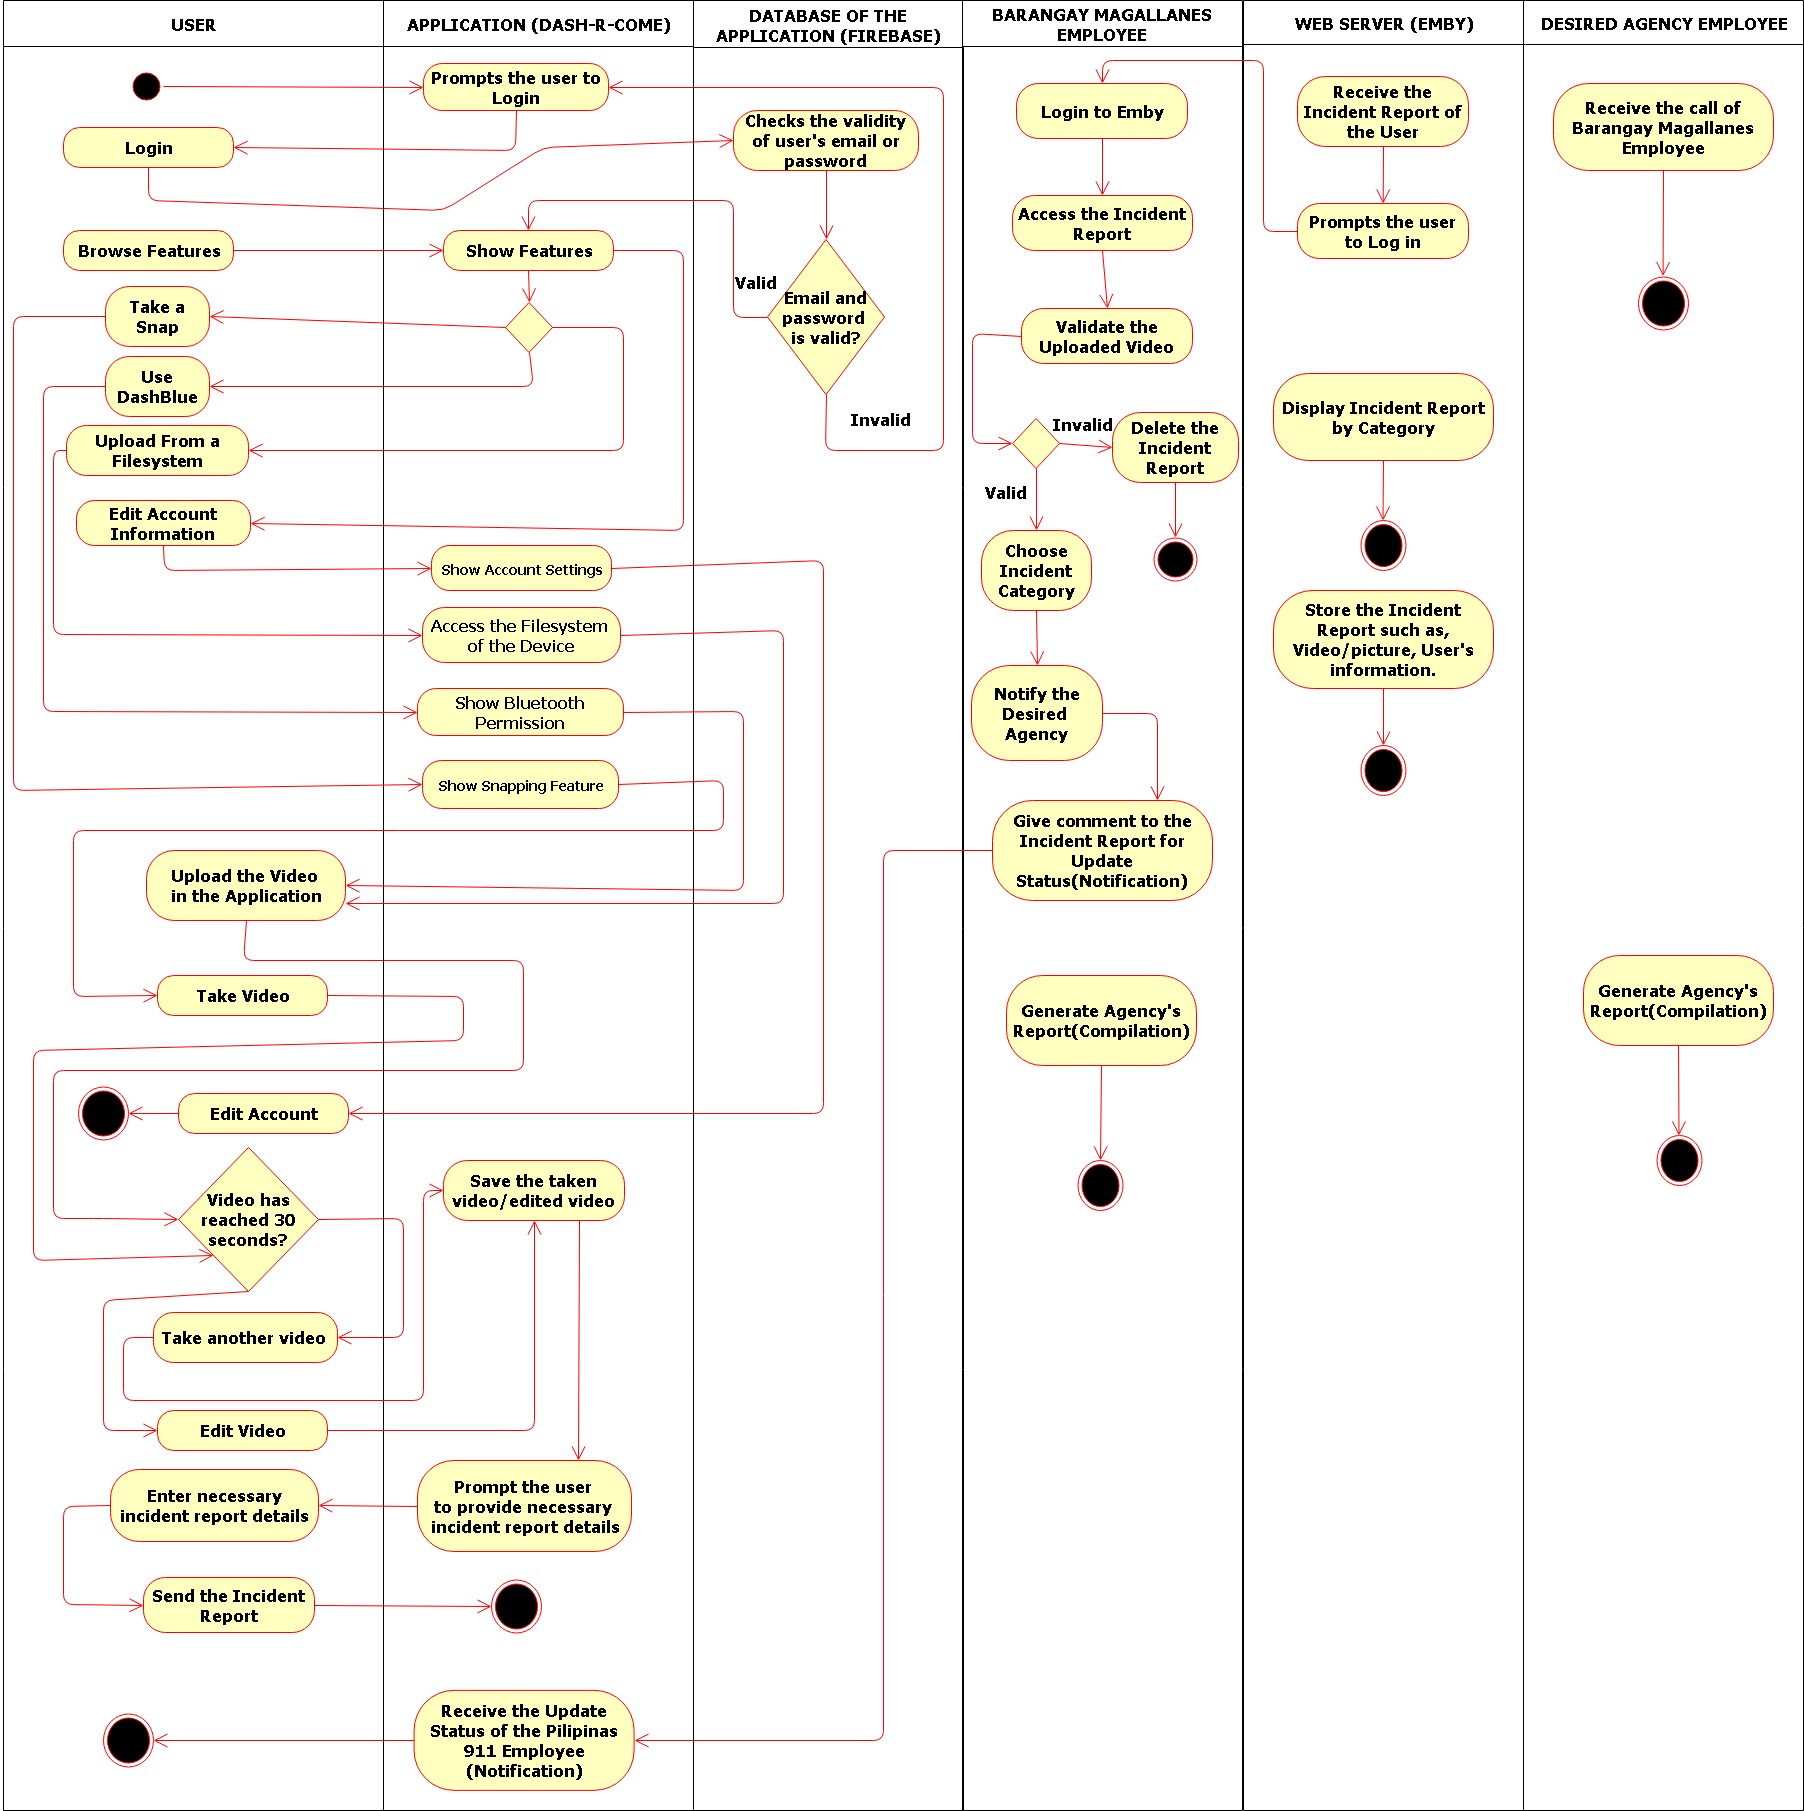 USER
APPLICATION (DASH-R-COME)
DATABASE OF THE
APPLICATION (FIREBASE)
BARANGAY MAGALLANES
EMPLOYEE
WEB SERVER (EMBY)
DESIRED AGENCY EMPLOYEE
Prompts the user to
Login
Login
Browse Features
Show Features
Take a
Snap
Use
DashBlue
Upload From a
Filesystem
Edit Account
Information
Show Account Settings
Access the Filesystem
of the Device
Show Bluetooth
Permission
Show Snapping Feature
Upload the Video
in the Application
Take Video
Edit Account
Video has
reached 30
seconds?
Save the taken
video/edited video
Take another video
Edit Video
Enter necessary
incident report details
Prompt the user
to provide necessary
incident report details
Send the Incident
Report
Receive the Update
Status of the Pilipinas
911 Employee
(Notification)
Checks the validity
of user's email or
password
Valid
Email and
password
is valid?
Invalid
Login to Emby
Access the Incident
Report
Validate the
Uploaded Video
Invalid
Delete the
Incident
Report
Valid
Choose
Incident
Category
Notify the
Desired
Agency
Give comment to the
Incident Report for
Update
Status(Notification)
Generate Agency's
Report(Compilation)
Receive the
Incident Report of
the User
Prompts the user
to Log in
Display Incident Report
by Category
Store the Incident
Report such as,
Video/picture, User's
information.
Receive the call of
Barangay Magallanes
Employee
Generate Agency's
Report(Compilation)